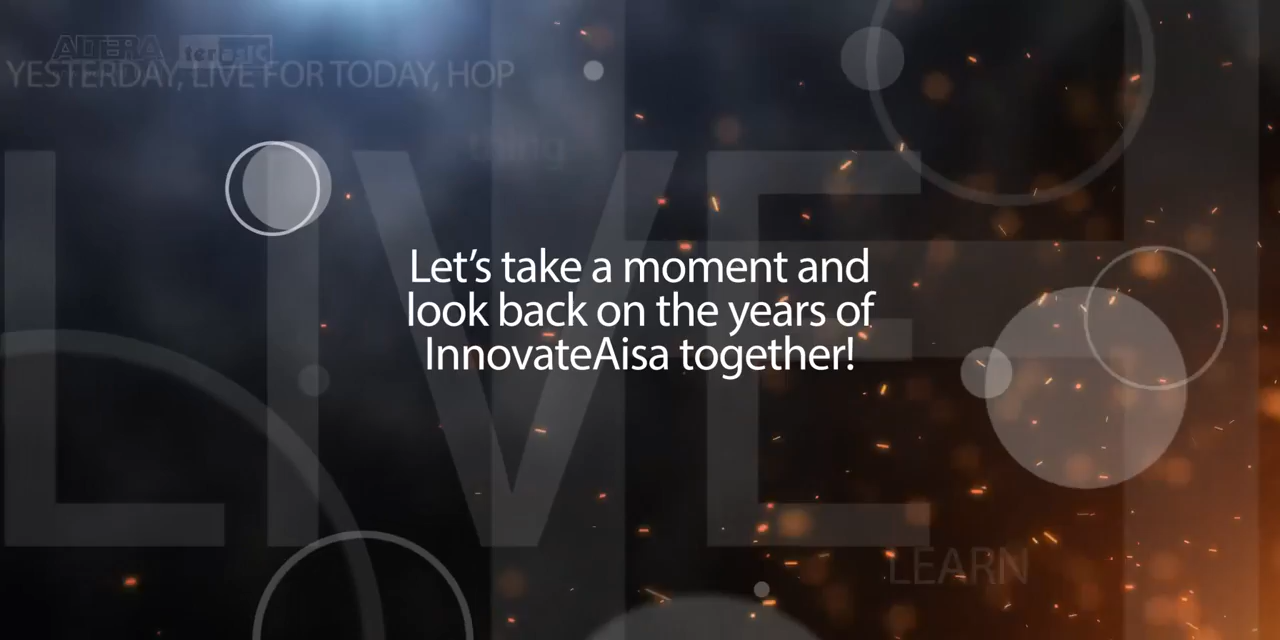 ALTERA terasIC
YESTERDAY, LIVE FOR TODAY, HOP
thing
LIVE
Let’s take a moment and
look back on the years of
InnovateAisa together!
LEARN